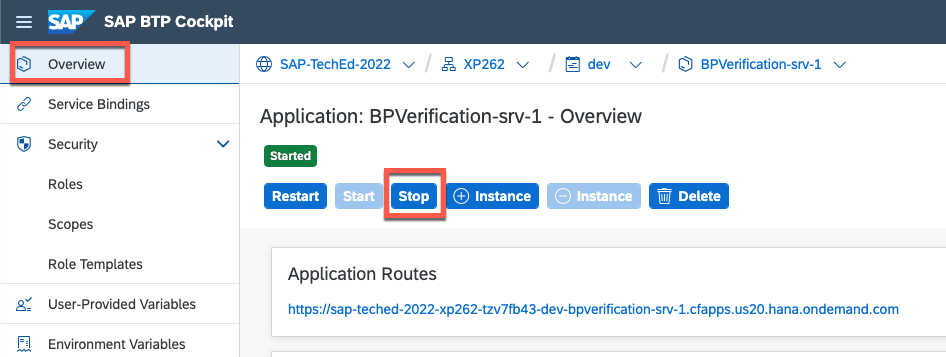 SAP SAP BTP Cockpit
Overview
Service Bindings
Security
Roles
Scopes
Role Templates
User-Provided Variables
Environment Variables
SAP-TechEd-2022 / XP262 / dev / BPVerification-srv-1
Application: BPVerification-srv-1 - Overview
Started
Restart Start Stop Instance Instance Delete
Application Routes
https://sap-teched-2022-xp262-tzv7fb43-dev-bpverification-srv-1.cfapps.us20.hana.ondemand.com